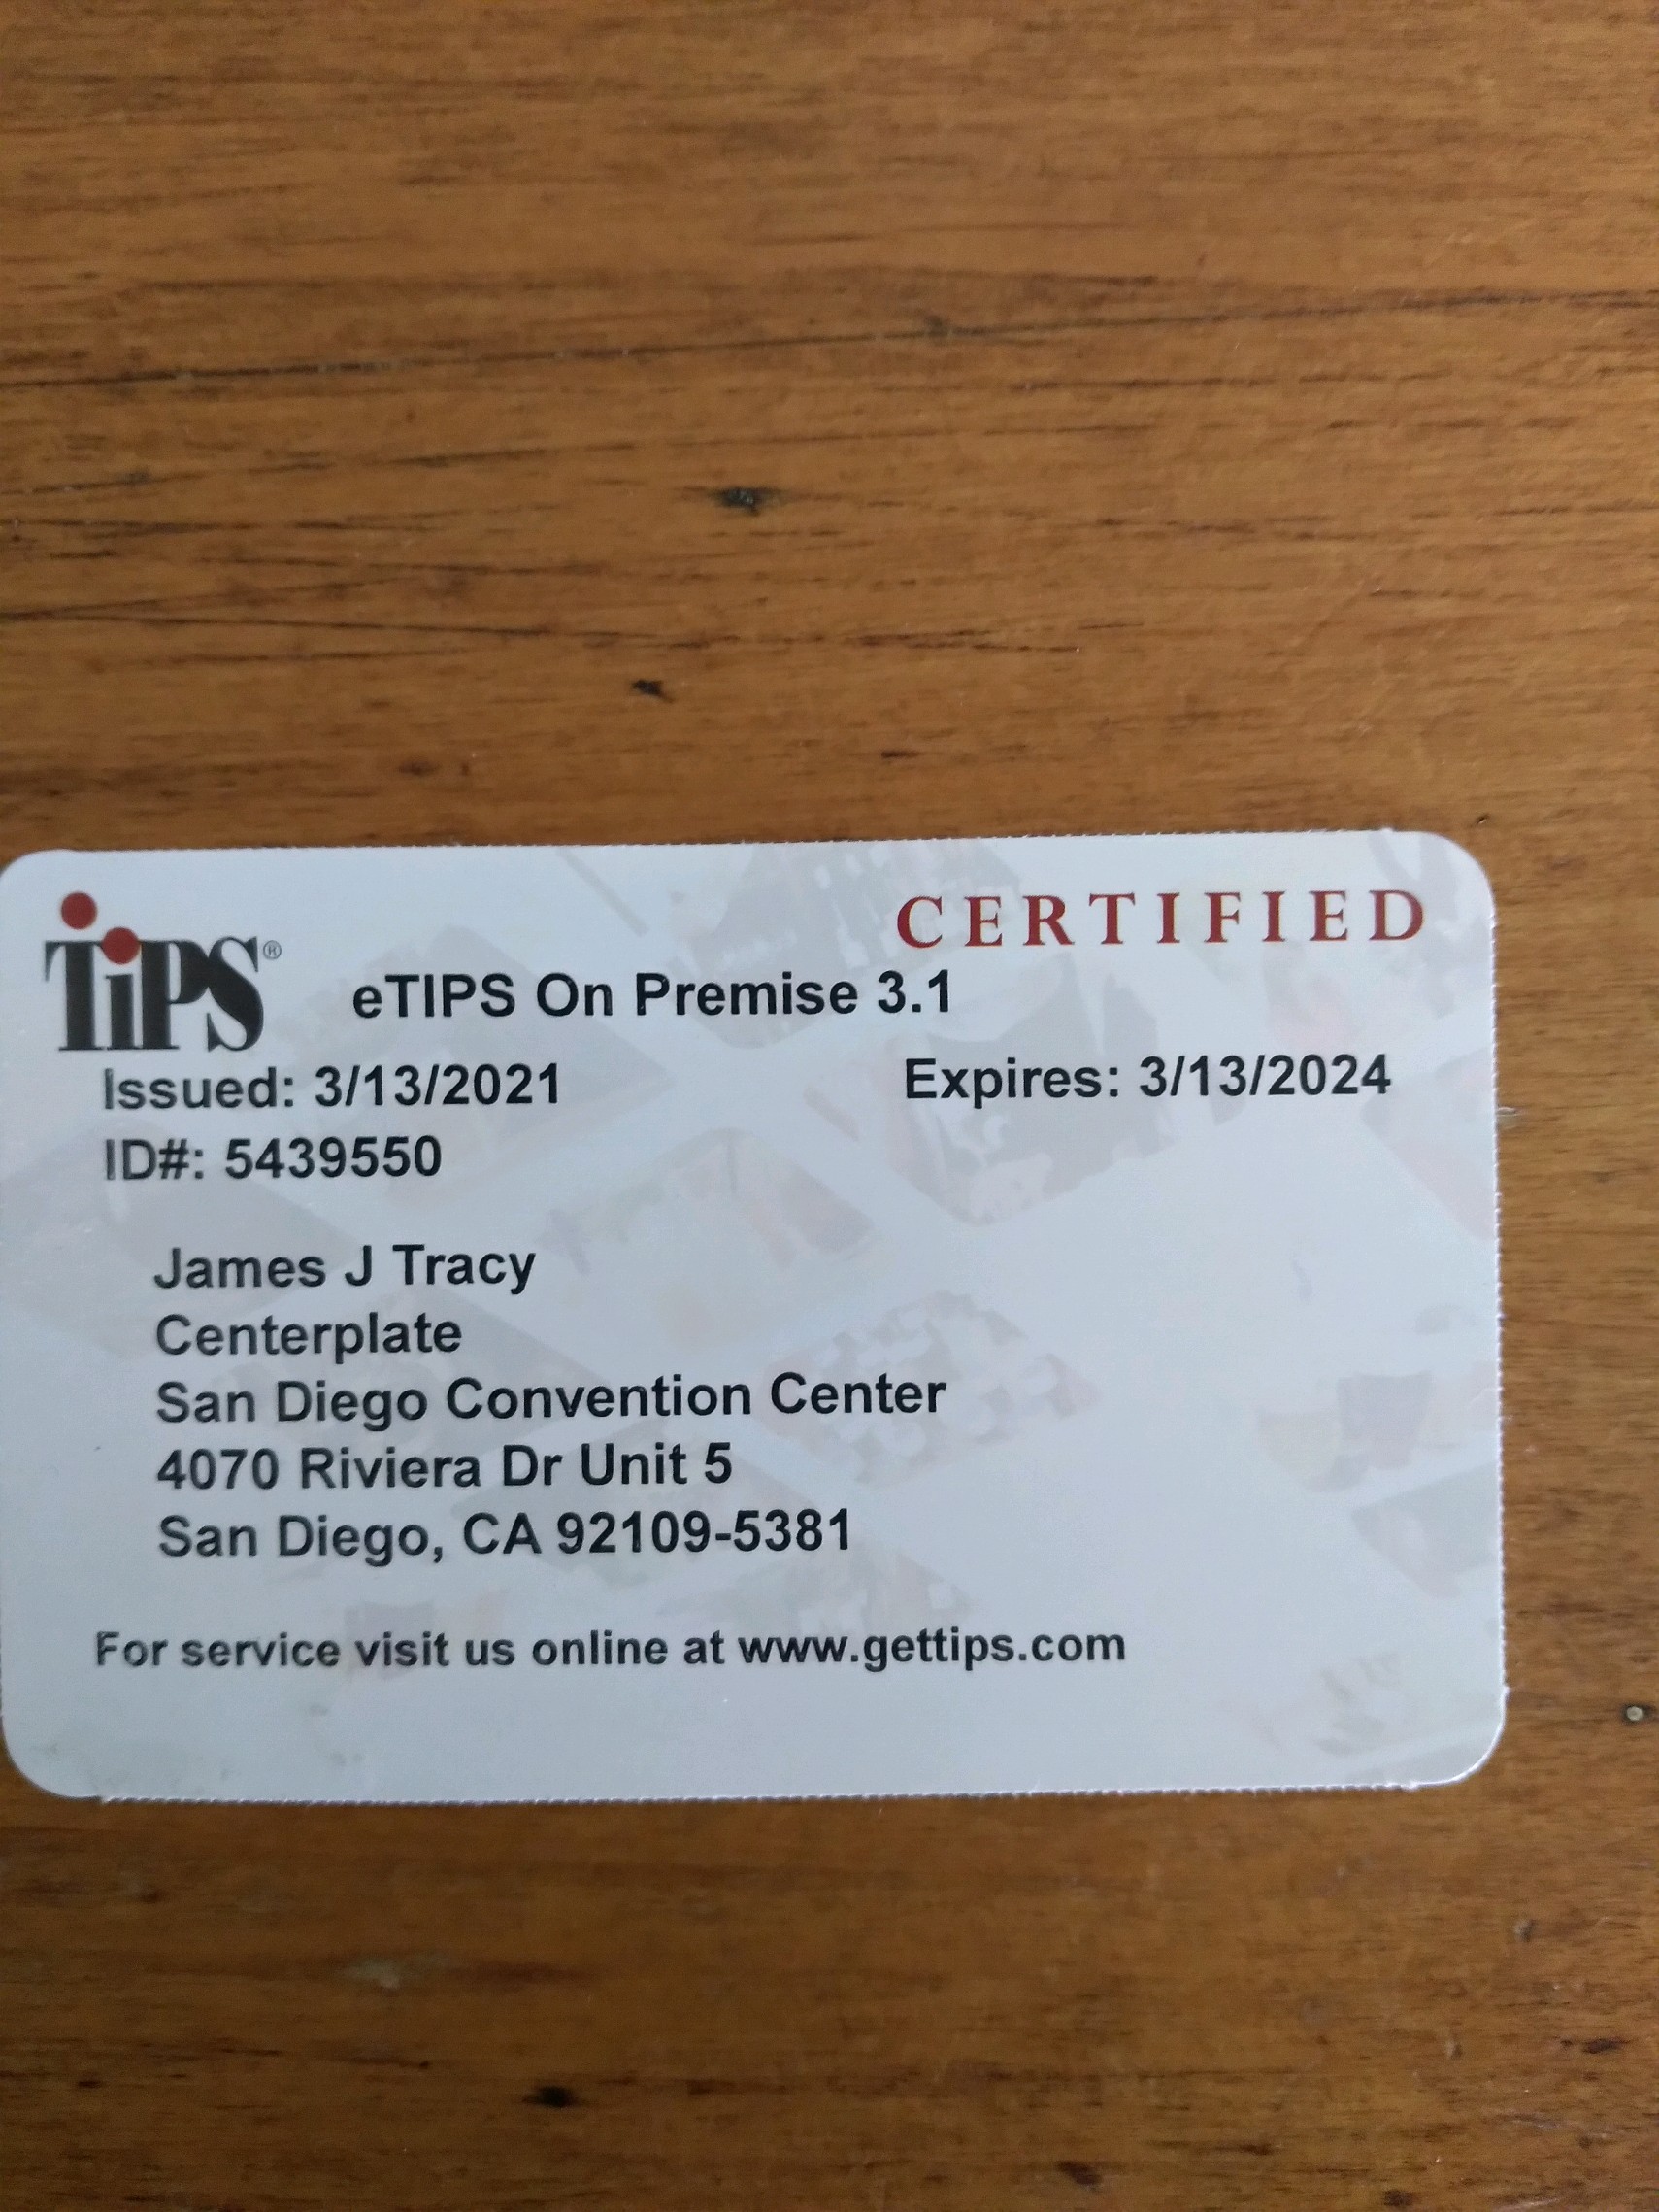 TiPS®
CERTIFIED
eTIPS On Premise 3.1
Issued: 3/13/2021 Expires: 3/13/2024
ID#: 5439550
James J Tracy
Centerplate
San Diego Convention Center
4070 Riviera Dr Unit 5
San Diego, CA 92109-5381
For service visit us online at www.gettips.com